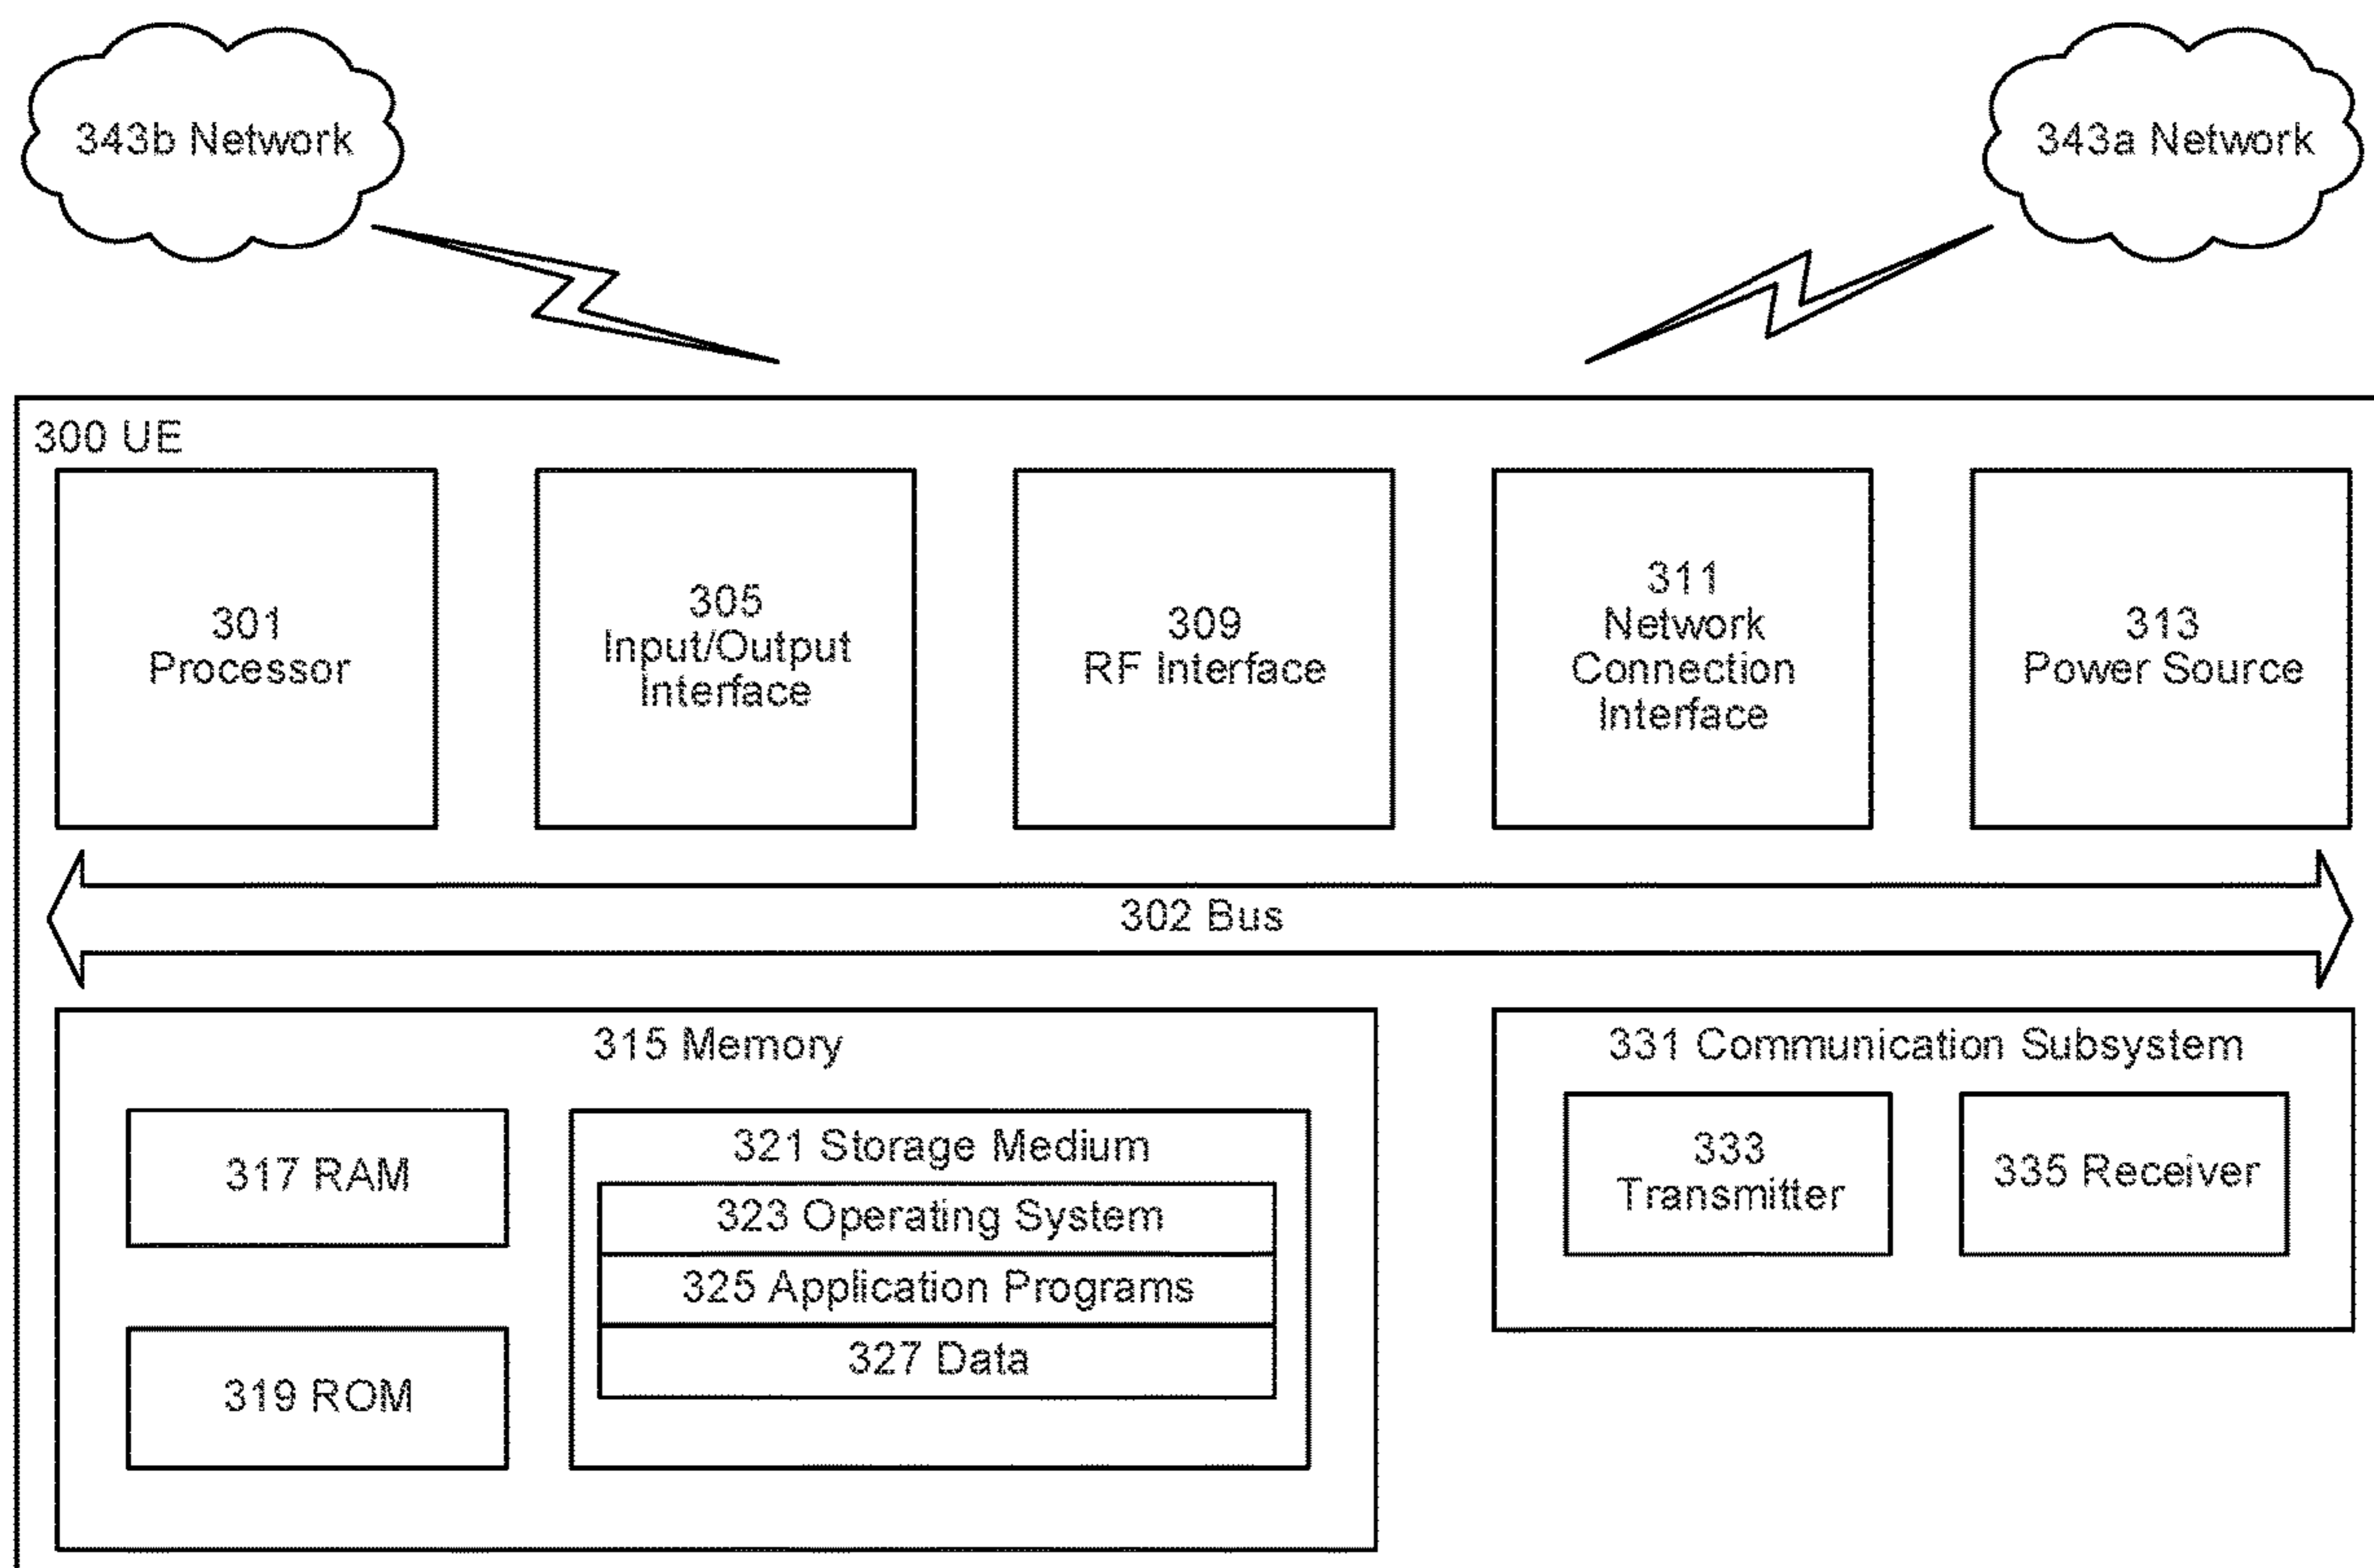 343b Network
343a Network
300 UE
301
Processor
305
Input/Output
Interface
309
RF Interface
311
Network
Connection
Interface
313
Power Source
302 Bus
315 Memory
317 RAM
319 ROM
321 Storage Medium
323 Operating System
325 Application Programs
327 Data
331 Communication Subsystem
333
Transmitter
335 Receiver